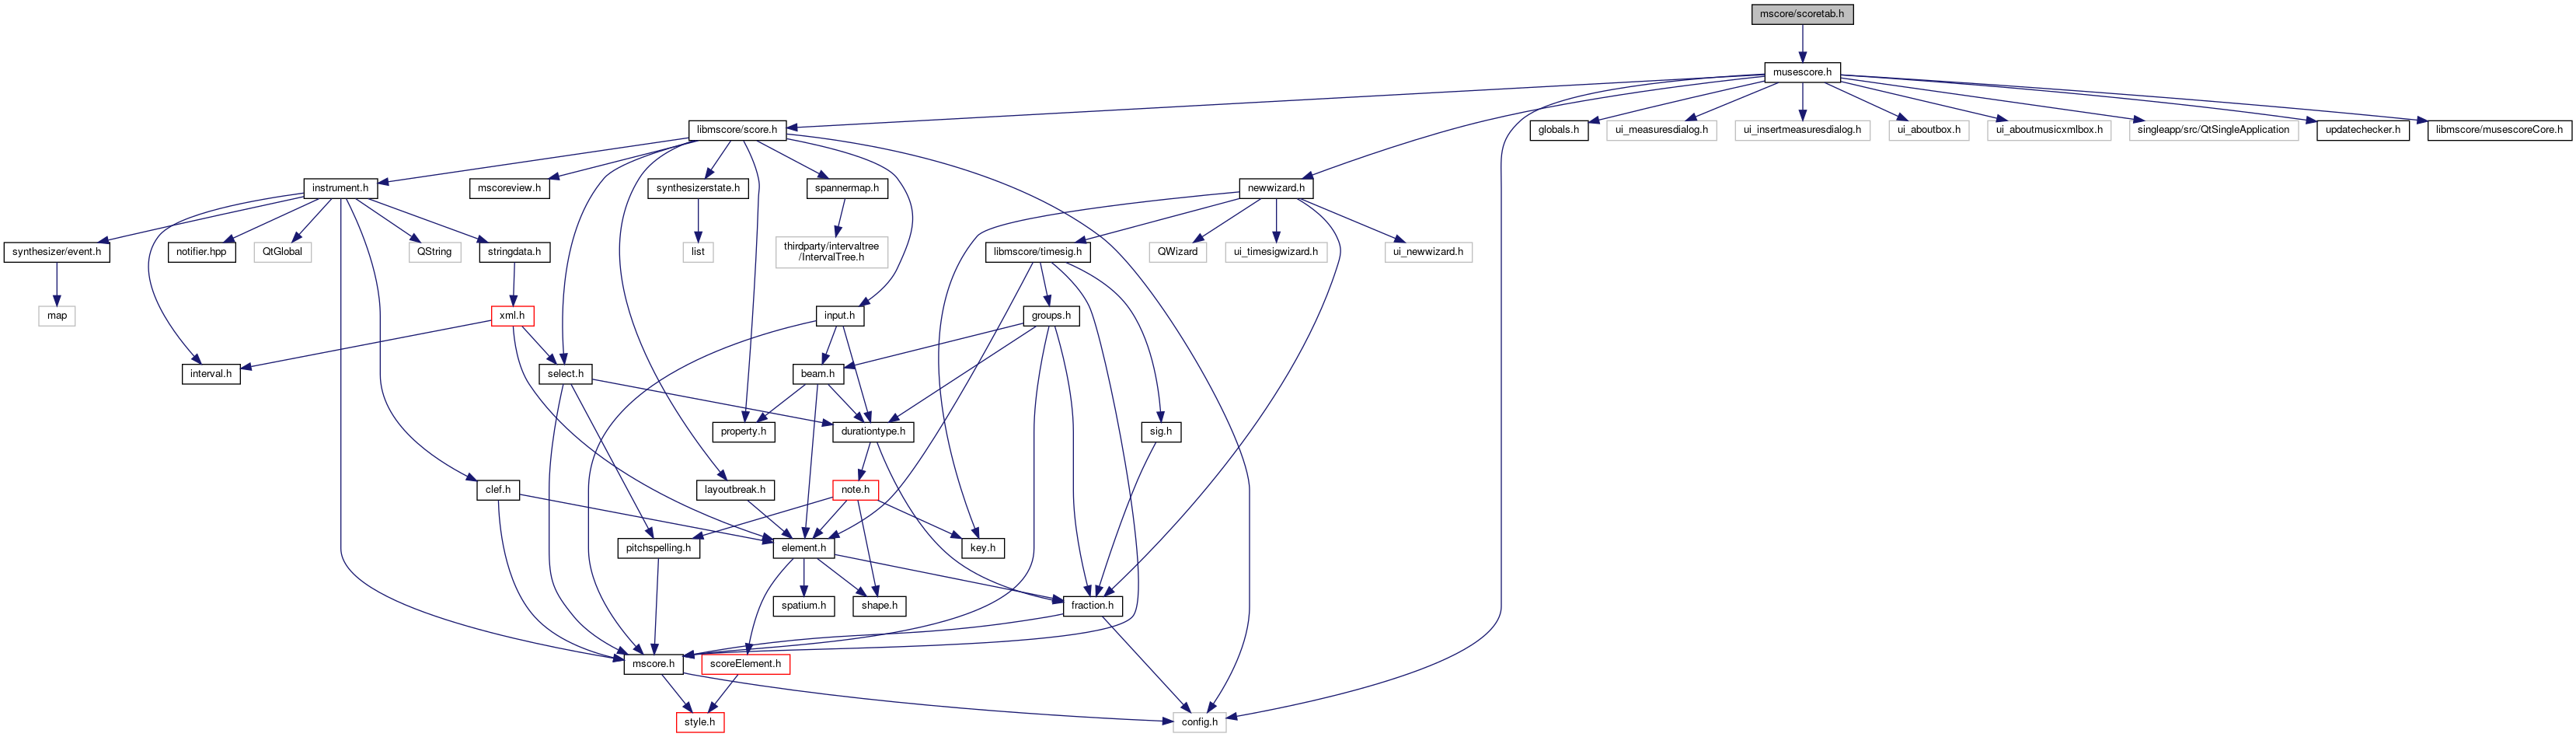 mscore/scoretab.h
musescore.h
libmscore/score.h
globals.h
ui_measuresdialog.h
ui_insertmeasuresdialog.h
ui_aboutbox.h
ui_aboutmusicxmlbox.h
singleapp/src/QtSingleApplication
updatechecker.h
libmscore/musescoreCore.h
instrument.h
mscoreview.h
synthesizerstate.h
spannermap.h
newwizard.h
synthesizer/event.h
notifier.hpp
QtGlobal
QString
stringdata.h
list
thirdparty/intervaltree
/IntervalTree.h
libmscore/timesig.h
QWizard
ui_timesigwizard.h
ui_newwizard.h
map
xml.h
input.h
groups.h
interval.h
select.h
beam.h
property.h
durationtype.h
sig.h
clef.h
layoutbreak.h
note.h
pitchspelling.h
element.h
key.h
spatium.h
shape.h
fraction.h
mscore.h
scoreElement.h
style.h
config.h